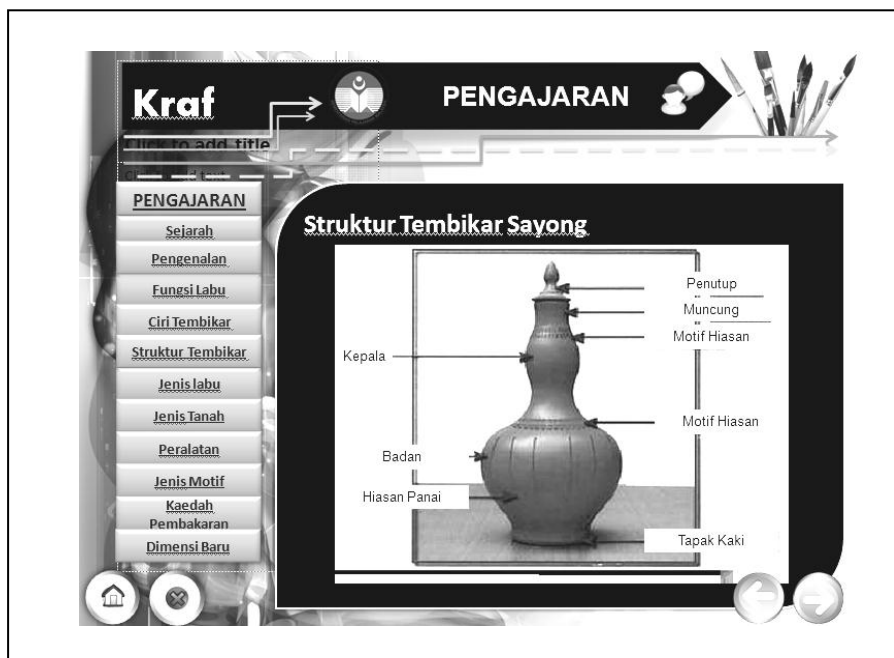 Kraf
PENGAJARAN
Click to add title
PENGAJARAN
Sejarah
Pengenalan
Fungsi Labu
Ciri Tembikar
Struktur Tembikar
Jenis labu
Jenis Tanah
Peralatan
Jenis Motif
Kaedah
Pembakaran
Dimensi Baru
Struktur Tembikar Sayong
Penutup
Muncung
Motif Hiasan
Kepala
Motif Hiasan
Badan
Hiasan Panai
Tapak Kaki